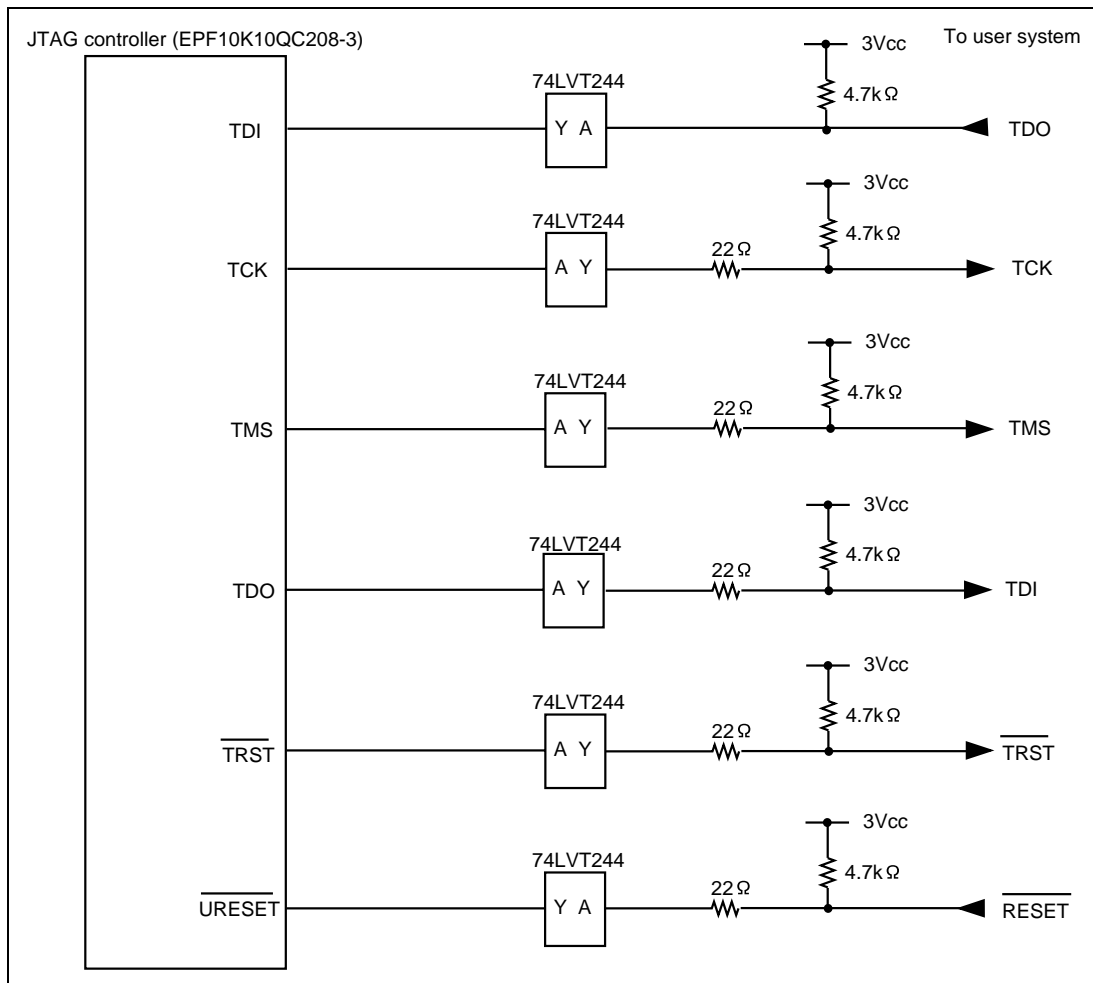 JTAG controller (EPF10K10QC208-3)
To user system
3Vcc
4.7kΩ
74LVT244
TDI
Y A
TDO
3Vcc
4.7kΩ
74LVT244
22Ω
TCK
A Y
TCK
3Vcc
4.7kΩ
74LVT244
22Ω
TMS
A Y
TMS
3Vcc
4.7kΩ
74LVT244
22Ω
TDO
A Y
TDI
3Vcc
4.7kΩ
74LVT244
22Ω
TRST
A Y
TRST
3Vcc
4.7kΩ
74LVT244
22Ω
URESET
Y A
RESET